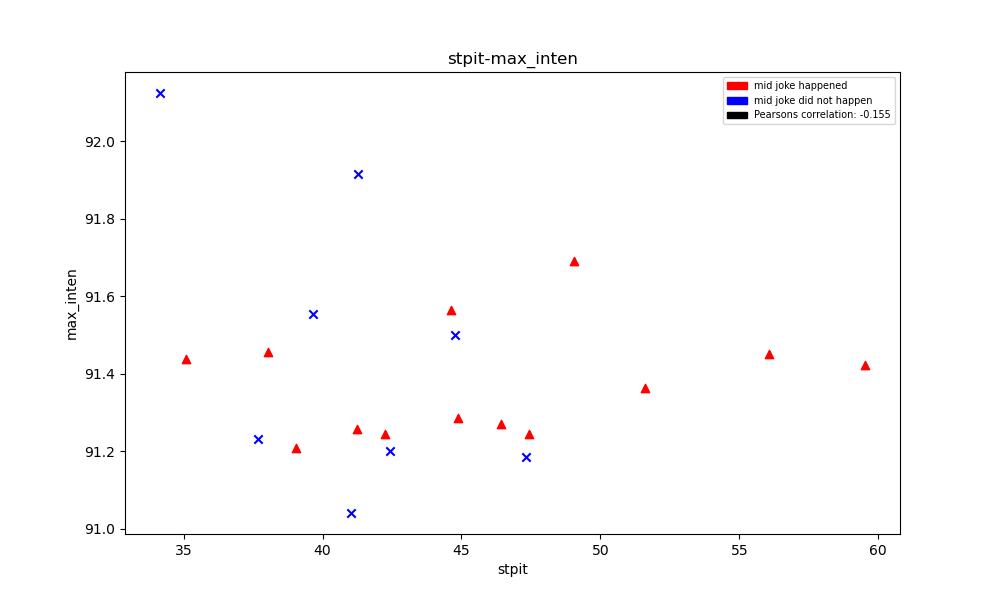 stpit-max_inten
mid joke happened
mid joke did not happen
Pearsons correlation: -0.155
92.0
91.8
91.6
91.4
91.2
91.0
max_inten
35 40 45 50 55 60
stpit